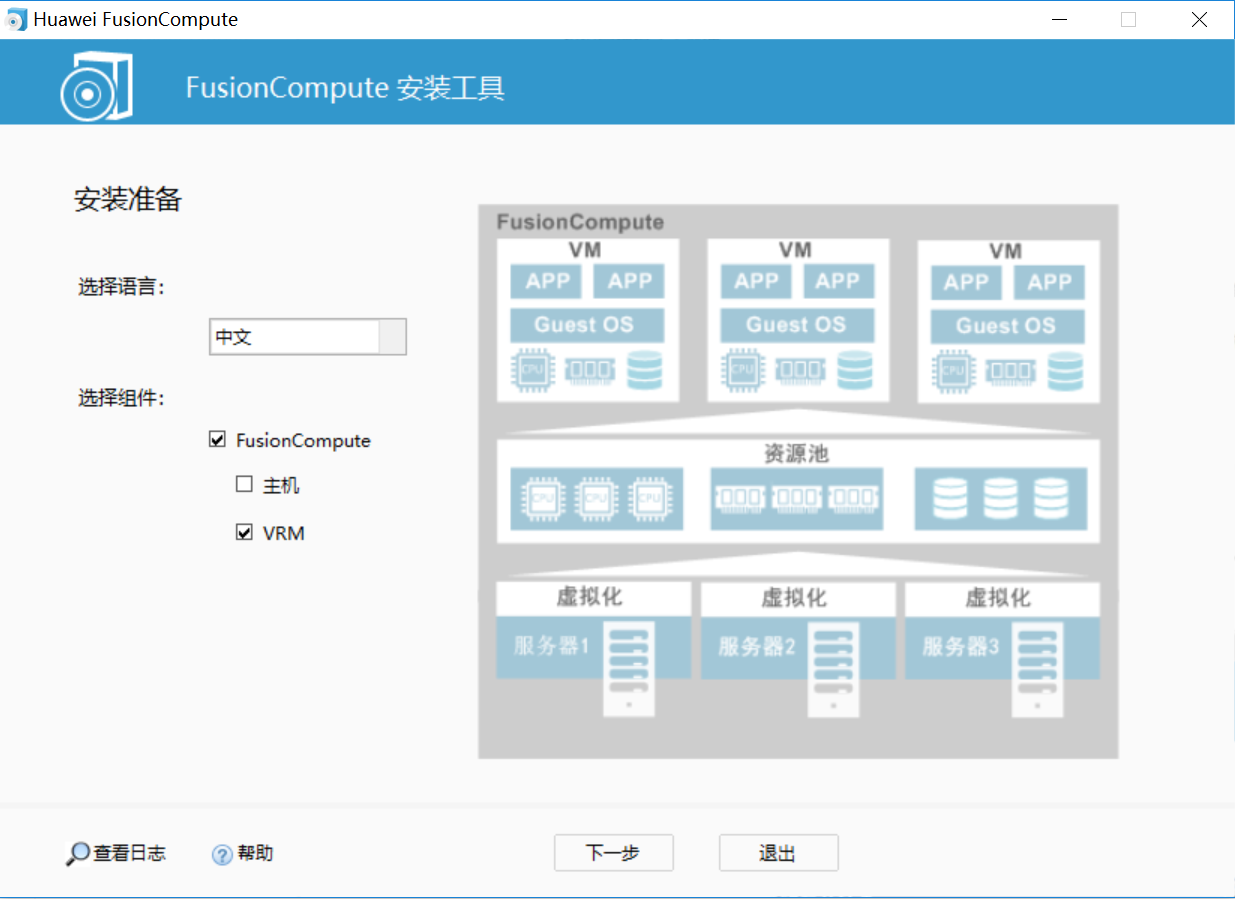 Huawei FusionCompute
FusionCompute 安装工具
安装准备
选择语言：
中文
选择组件：
FusionCompute
主机
VRM
FusionCompute
VM VM VM
APP APP APP APP APP APP
Guest OS Guest OS Guest OS
CPU CPU CPU
资源池
CPU CPU CPU
虚拟化 虚拟化 虚拟化
服务器1 服务器2 服务器3
查看日志 帮助 下一步 退出